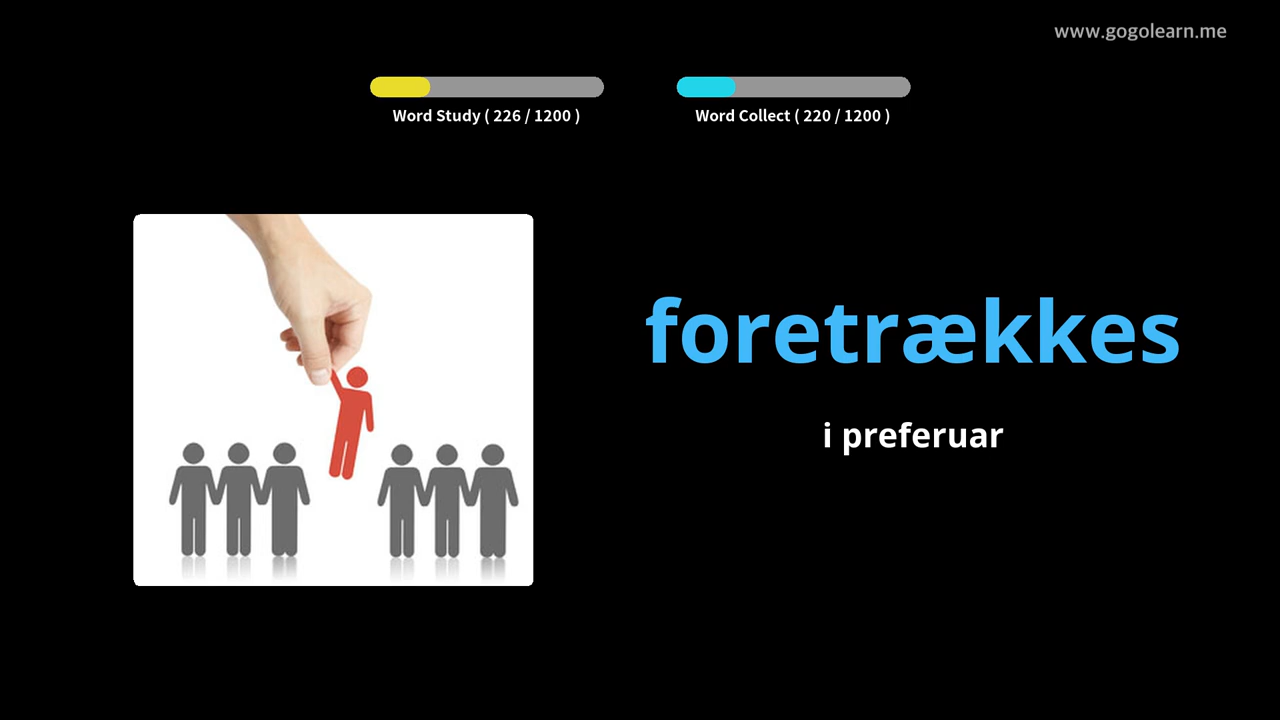 www.gogolearn.me
Word Study ( 226 / 1200 )
Word Collect ( 220 / 1200 )
foretrækkes
i preferuar